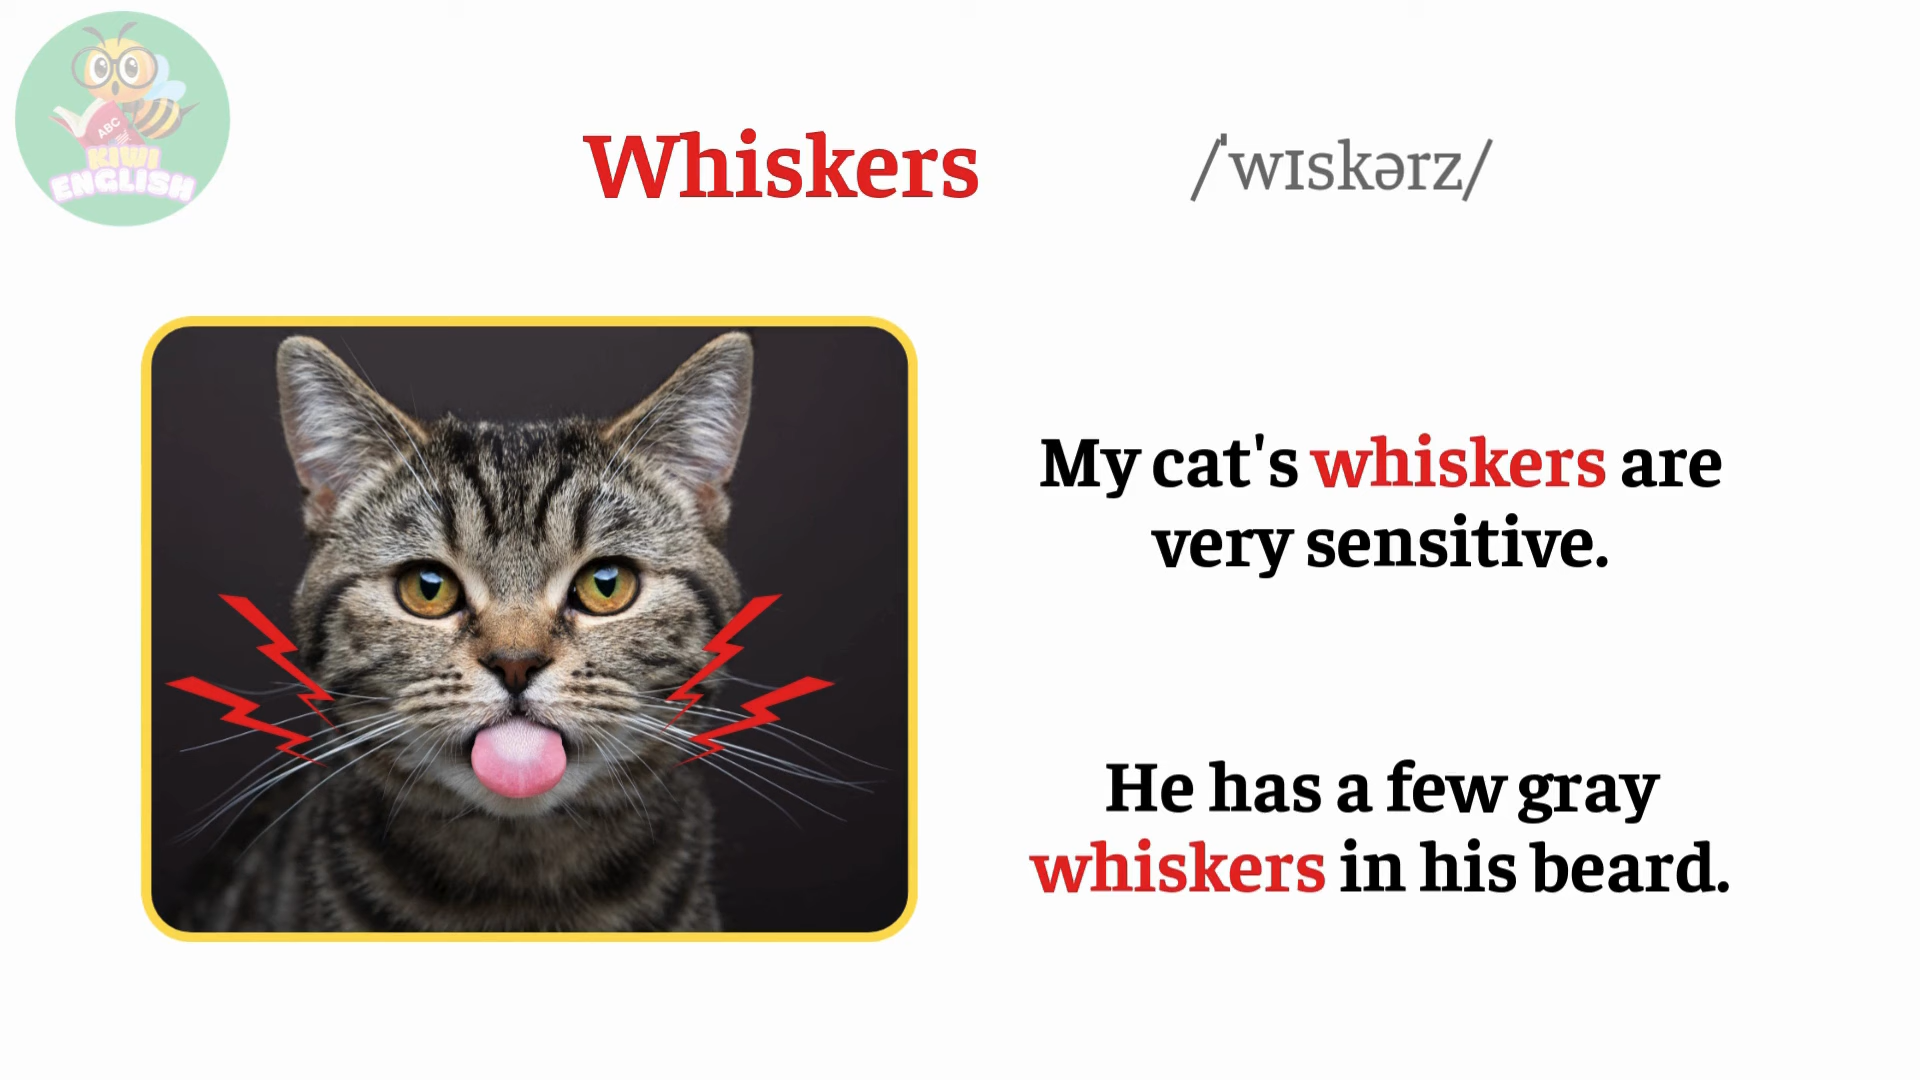 ABC
KIWI
ENGLISH
Whiskers /ˈwɪskərz/
My cat's whiskers are
very sensitive.
He has a few gray
whiskers in his beard.